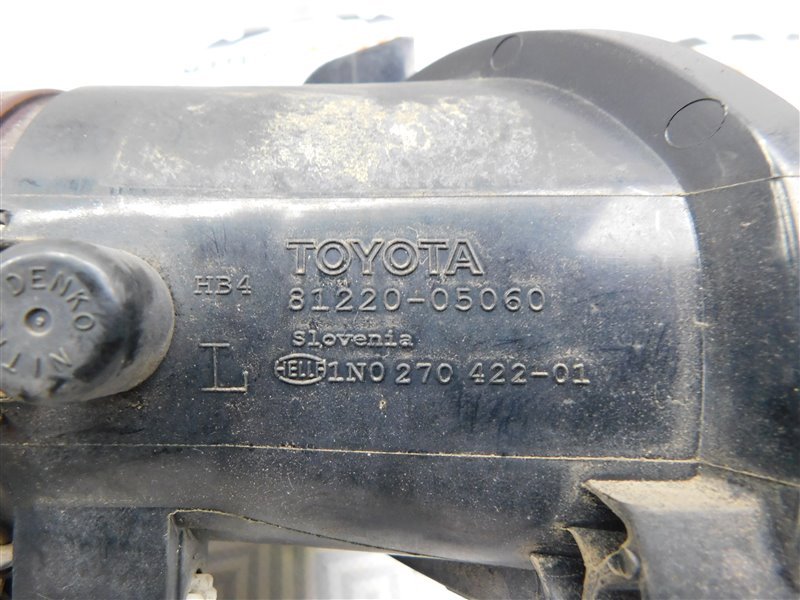 TOYOTA
HB4 81220-05060
Slovenia
L HELLA 1N0 270 422-01
DENKO
NITTO